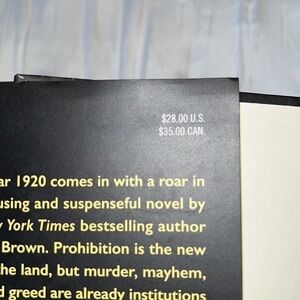 $28.00 U.S.
$35.00 CAN.
ar 1920 comes in with a roar in
using and suspenseful novel by
York Times bestselling author
Brown. Prohibition is the new
the land, but murder, mayhem,
d greed are already institutions